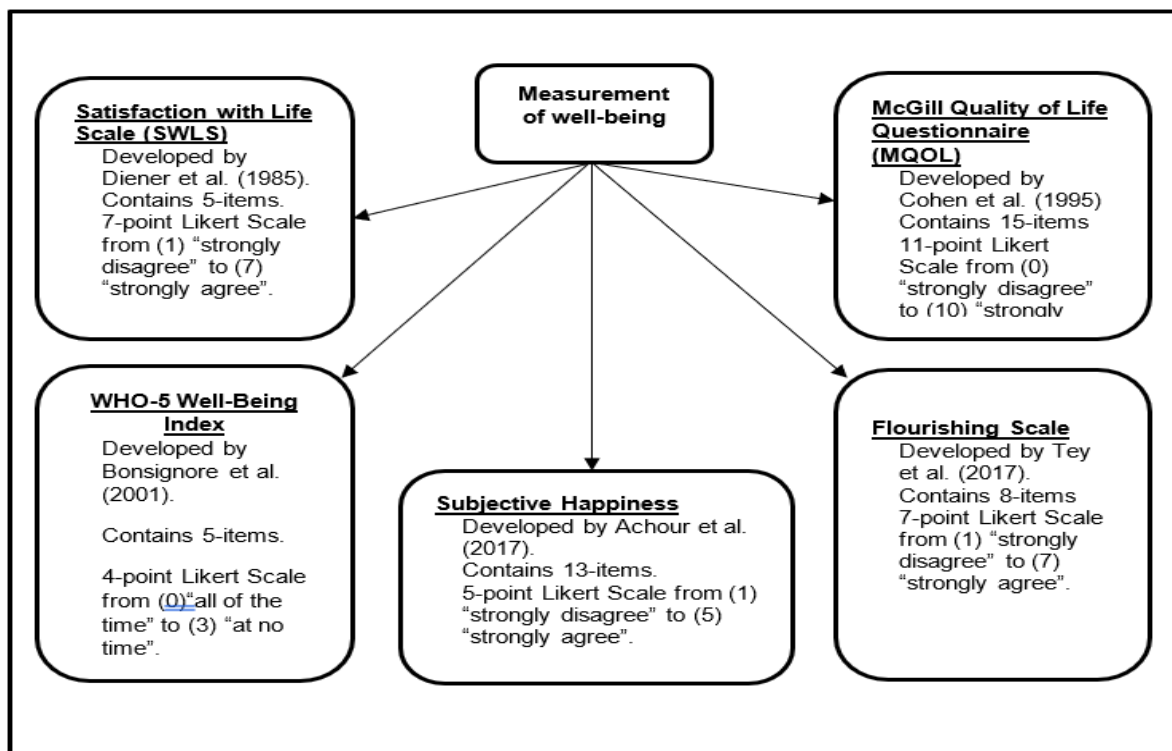 Measurement
of well-being
Satisfaction with Life
Scale (SWLS)
Developed by
Diener et al. (1985).
Contains 5-items.
7-point Likert Scale
from (1) “strongly
disagree” to (7)
“strongly agree”.
McGill Quality of Life
Questionnaire
(MQOL)
Developed by
Cohen et al. (1995)
Contains 15-items
11-point Likert
Scale from (0)
“strongly disagree”
to (10) “strongly
WHO-5 Well-Being
Index
Developed by
Bonsignore et al.
(2001).
Contains 5-items.
4-point Likert Scale
from (0)“all of the
time” to (3) “at no
time”.
Subjective Happiness
Developed by Achour et al.
(2017).
Contains 13-items.
5-point Likert Scale from (1)
“strongly disagree” to (5)
“strongly agree”.
Flourishing Scale
Developed by Tey
et al. (2017).
Contains 8-items
7-point Likert Scale
from (1) “strongly
disagree” to (7)
“strongly agree”.